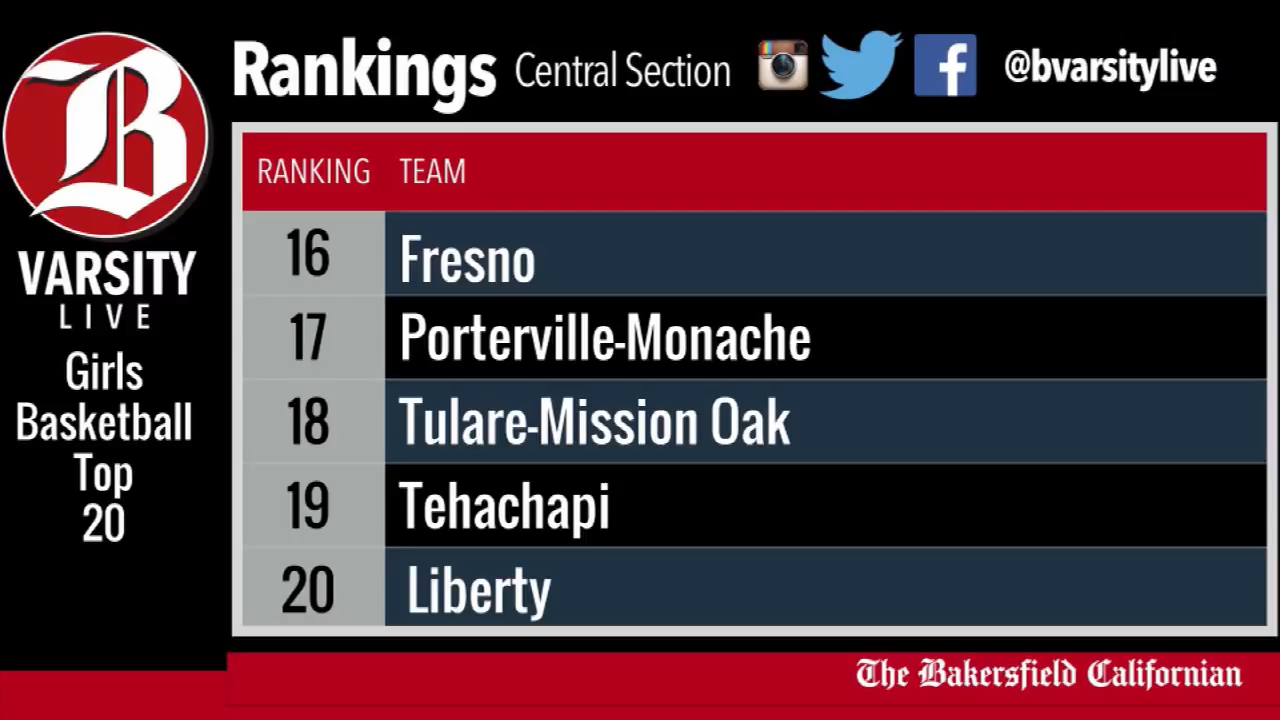 B
VARSITY
LIVE
Girls
Basketball
Top
20
Rankings Central Section @bvarsitylive
RANKING TEAM
16 Fresno
17 Porterville-Monache
18 Tulare-Mission Oak
19 Tehachapi
20 Liberty
The Bakersfield Californian